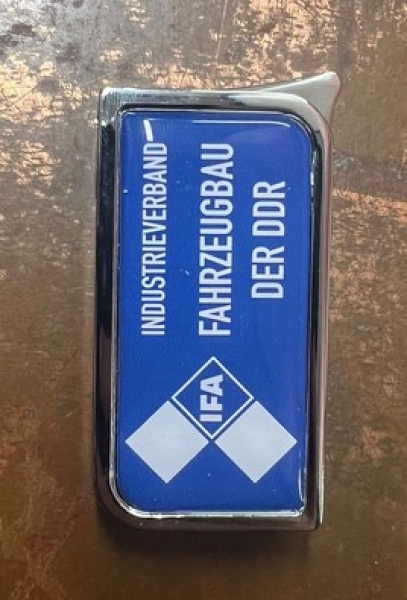 INDUSTRIEVERBAND
FAHRZEUGBAU
DER DDR
IFA